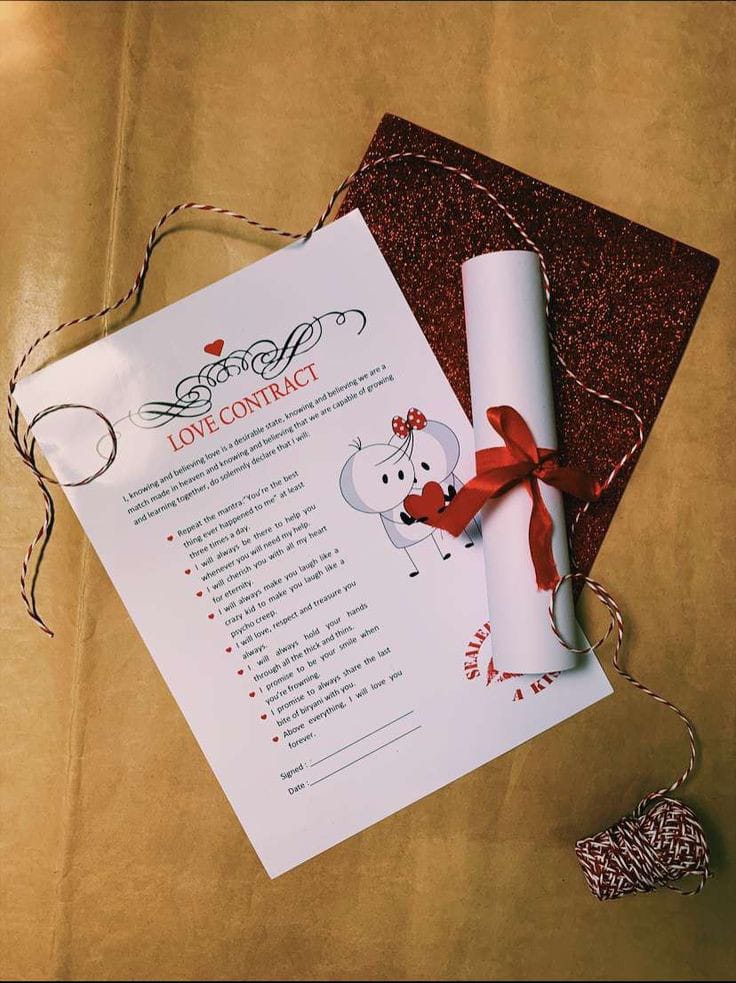 LOVE CONTRACT
I, knowing and believing love is a desirable state, knowing and believing we are a
match made in heaven and knowing and believing that we are capable of growing
and learning together, do solemnly declare that I will:
Repeat the mantra:"You're the best
thing ever happened to me" at least
three times a day.
I will always be there to help you
whenever you will need my help.
I will cherish you with all my heart
for eternity.
I will always make you laugh like a
crazy kid to make you laugh like a
psycho creep.
I will love, respect and treasure you
always.
I will always hold your hands
through all the thick and thins.
I promise to be your smile when
you're frowning.
I promise to always share the last
bite of biryani with you.
Above everything, I will love you
forever.
Signed :
Date :
SEALE
A KIS